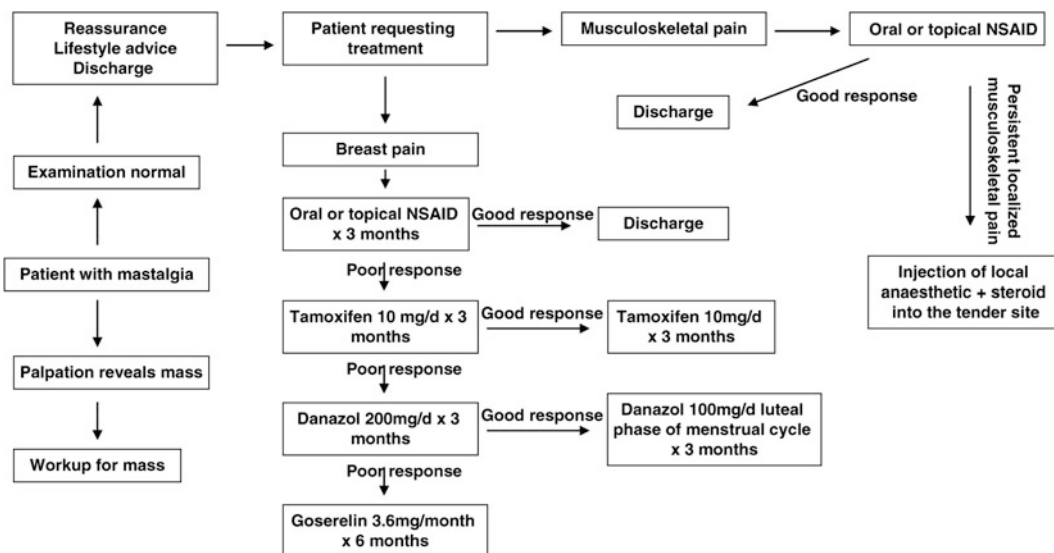 Reassurance
Lifestyle advice
Discharge
Patient requesting
treatment
Musculoskeletal pain
Oral or topical NSAID
Good response
Discharge
Persistent localized
musculoskeletal pain
Injection of local
anaesthetic + steroid
into the tender site
Examination normal
Patient with mastalgia
Palpation reveals mass
Workup for mass
Breast pain
Oral or topical NSAID
x 3 months
Good response
Discharge
Poor response
Tamoxifen 10 mg/d x 3
months
Good response
Tamoxifen 10mg/d
x 3 months
Poor response
Danazol 200mg/d x 3
months
Good response
Danazol 100mg/d luteal
phase of menstrual cycle
x 3 months
Poor response
Goserelin 3.6mg/month
x 6 months